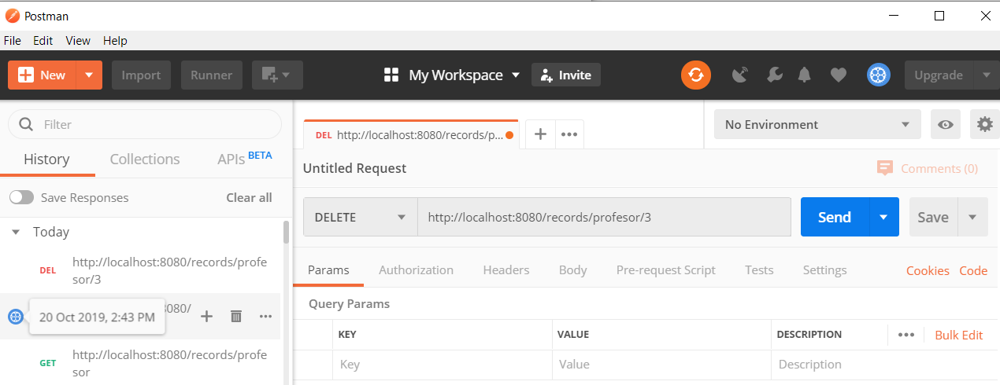 Postman
File Edit View Help
New Import Runner My Workspace Invite Upgrade
Filter
History Collections APIs BETA
Save Responses Clear all
Today
DEL http://localhost:8080/records/profe
sor/3
20 Oct 2019, 2:43 PM :8080/records/
GET http://localhost:8080/records/profe
sor
DEL http://localhost:8080/records/p...
No Environment
Untitled Request Comments (0)
DELETE http://localhost:8080/records/profesor/3 Send Save
Params Authorization Headers Body Pre-request Script Tests Settings Cookies Code
Query Params
KEY VALUE DESCRIPTION Bulk Edit
Key Value Description